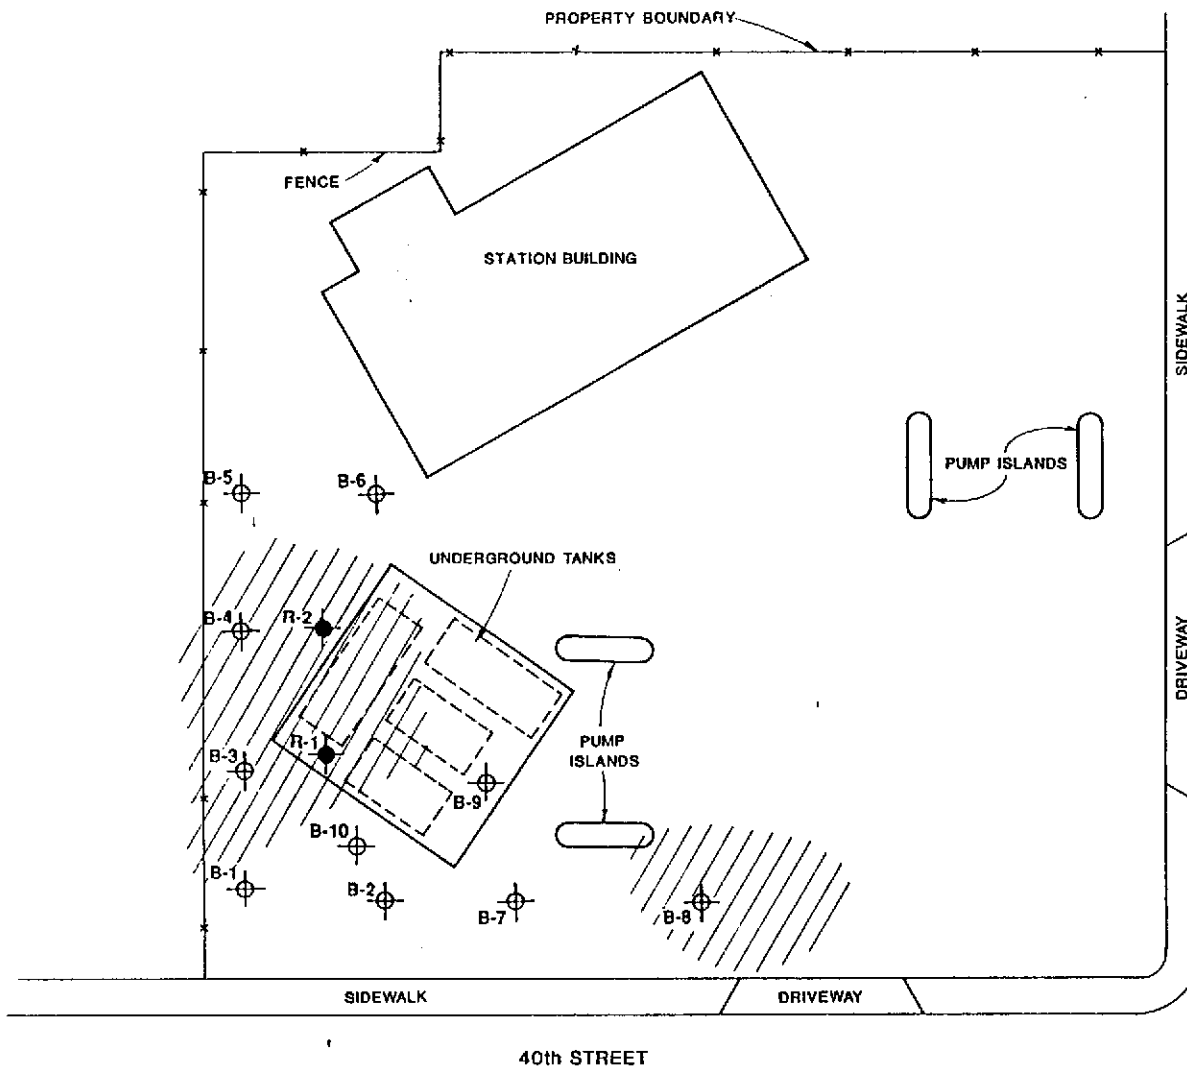 PROPERTY BOUNDARY
FENCE
STATION BUILDING
SIDEWALK
PUMP ISLANDS
B-5
B-6
UNDERGROUND TANKS
B-4
R-2
DRIVEWAY
R-1
PUMP
ISLANDS
B-3
B-9
B-10
B-1
B-2
B-7
B-8
SIDEWALK
DRIVEWAY
40th STREET